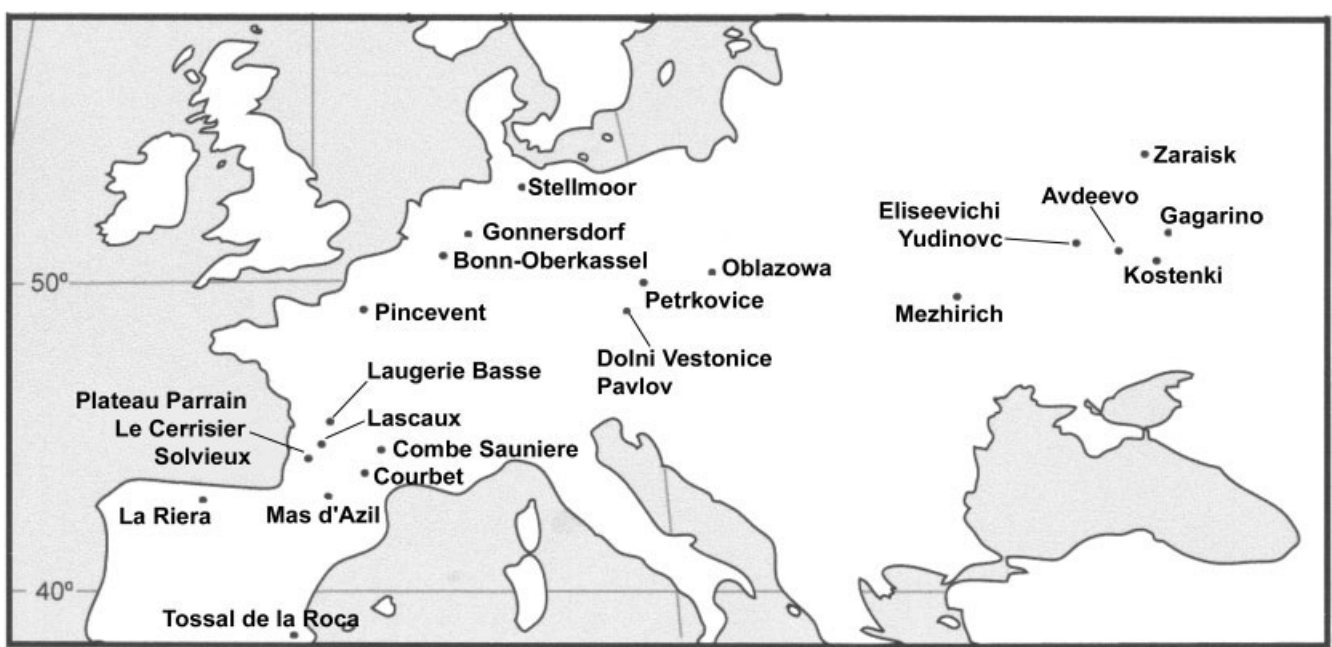 Zaraisk
Stellmoor
Avdeevo
Eliseevichi
Yudinovc
Gagarino
Gonnersdorf
Bonn-Oberkassel
Oblazowa
Kostenki
50º
Petrkovice
Mezhirich
Pincevent
Dolni Vestonice
Pavlov
Laugerie Basse
Plateau Parrain
Le Cerrisier
Solvieux
Lascaux
Combe Sauniere
Courbet
La Riera
Mas d'Azil
40º
Tossal de la Roca